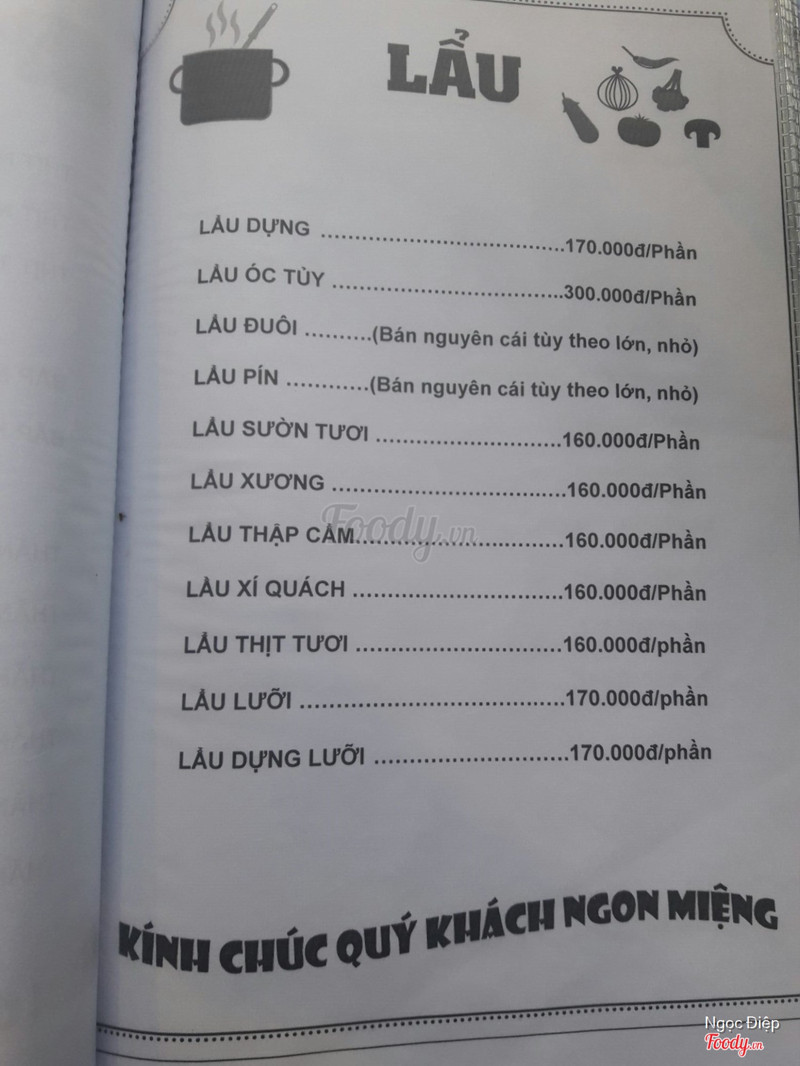 LẨU
LẨU DỰNG ........................................170.000đ/Phần
LẨU ÓC TỦY ......................................300.000đ/Phần
LẨU ĐUÔI ..........(Bán nguyên cái tùy theo lớn, nhỏ)
LẨU PÍN ............(Bán nguyên cái tùy theo lớn, nhỏ)
LẨU SƯỜN TƯƠI ............................160.000đ/Phần
LẨU XƯƠNG ...................................160.000đ/Phần
LẨU THẬP CẨM...............................160.000đ/Phần
LẨU XÍ QUÁCH ................................160.000đ/Phần
LẨU THỊT TƯƠI ...............................160.000đ/phần
LẨU LƯỠI ........................................170.000đ/phần
LẨU DỰNG LƯỠI .............................170.000đ/phần
Foody.vn
KÍNH CHÚC QUÝ KHÁCH NGON MIỆNG
Ngọc Điệp
Foody.vn